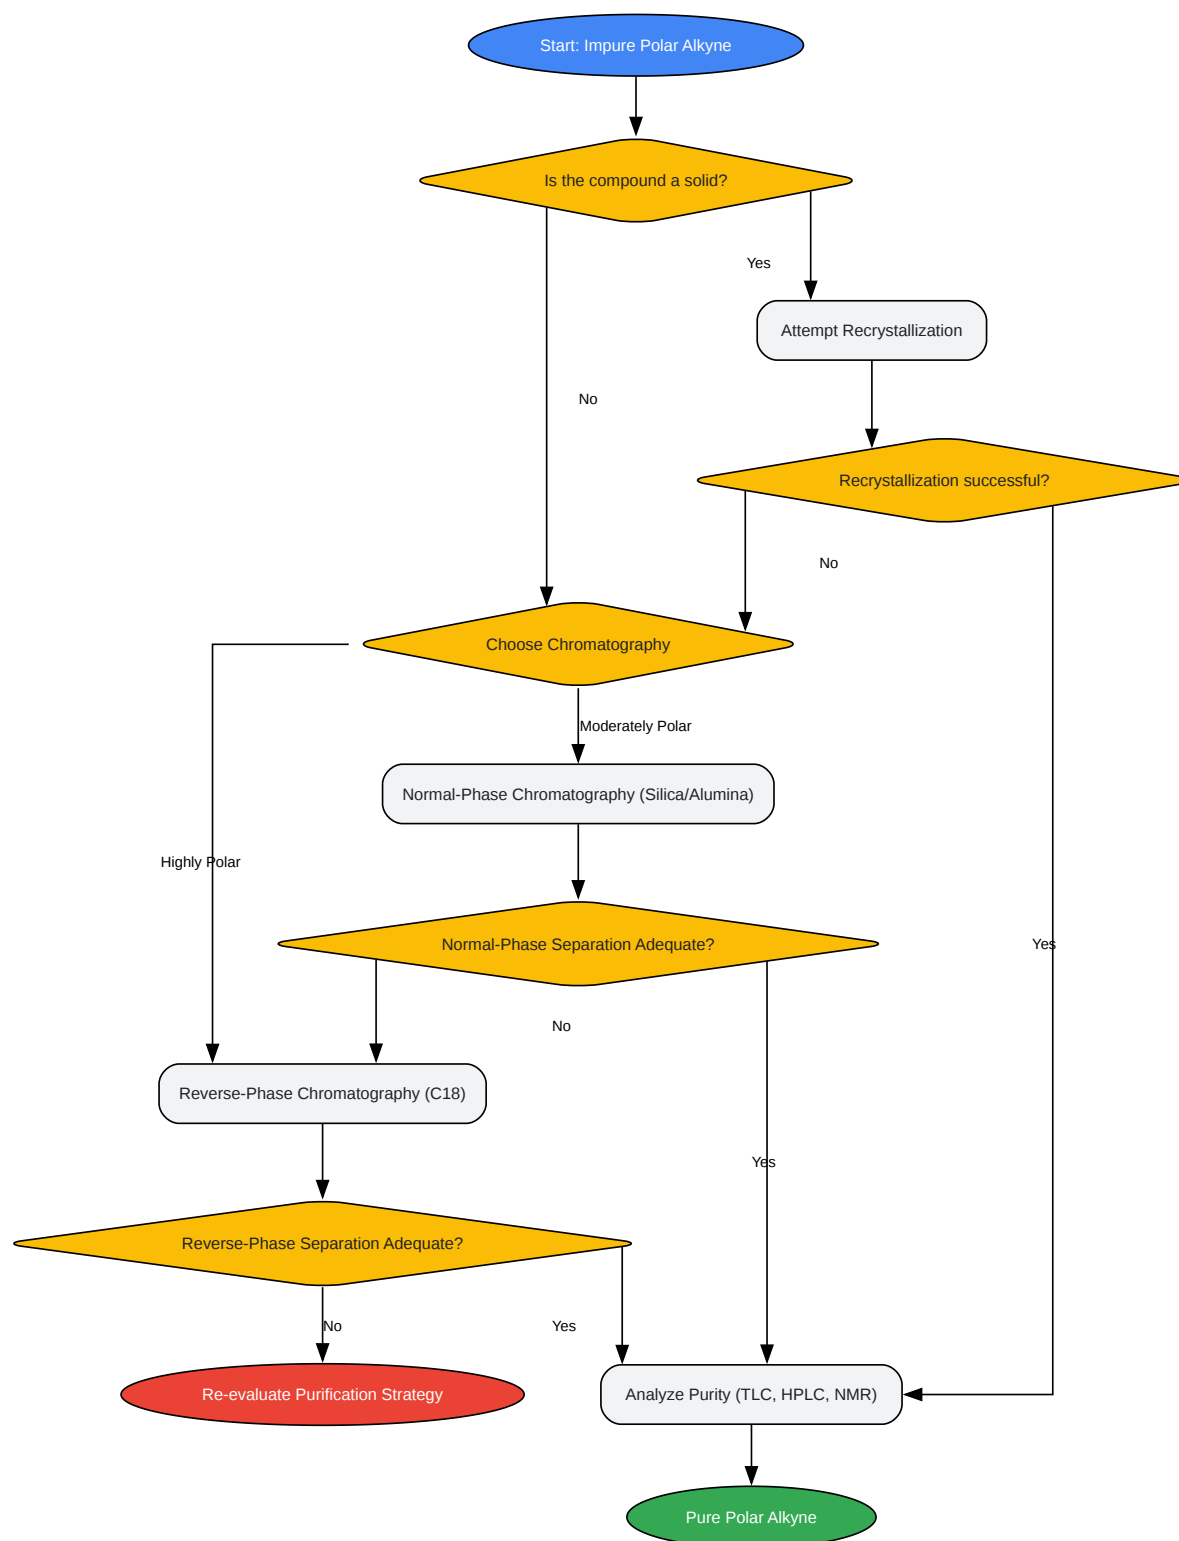 Start: Impure Polar Alkyne
Is the compound a solid?
Yes
Attempt Recrystallization
No
Recrystallization successful?
No
Choose Chromatography
Moderately Polar
Normal-Phase Chromatography (Silica/Alumina)
Highly Polar
Normal-Phase Separation Adequate?
Yes
No
Reverse-Phase Chromatography (C18)
Yes
Reverse-Phase Separation Adequate?
No
Yes
Re-evaluate Purification Strategy
Analyze Purity (TLC, HPLC, NMR)
Pure Polar Alkyne